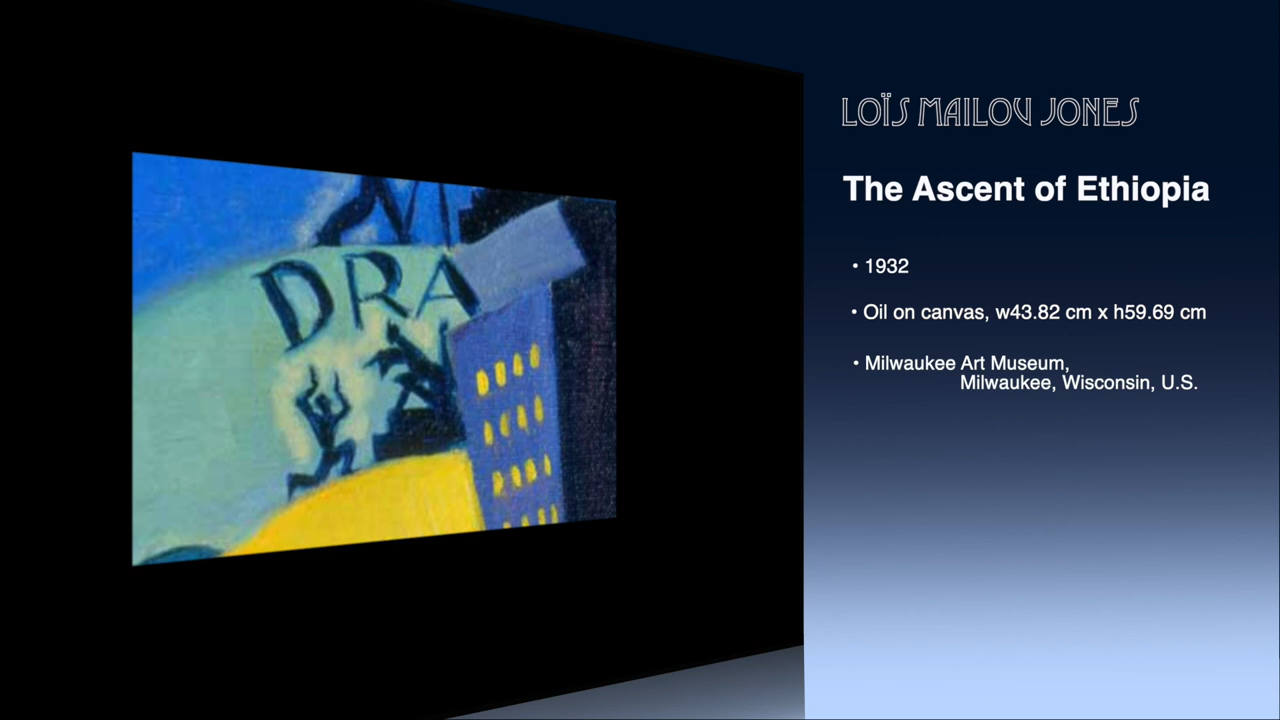 LOÏS MAILOU JONES
The Ascent of Ethiopia
• 1932
• Oil on canvas, w43.82 cm x h59.69 cm
• Milwaukee Art Museum,
Milwaukee, Wisconsin, U.S.
DRA